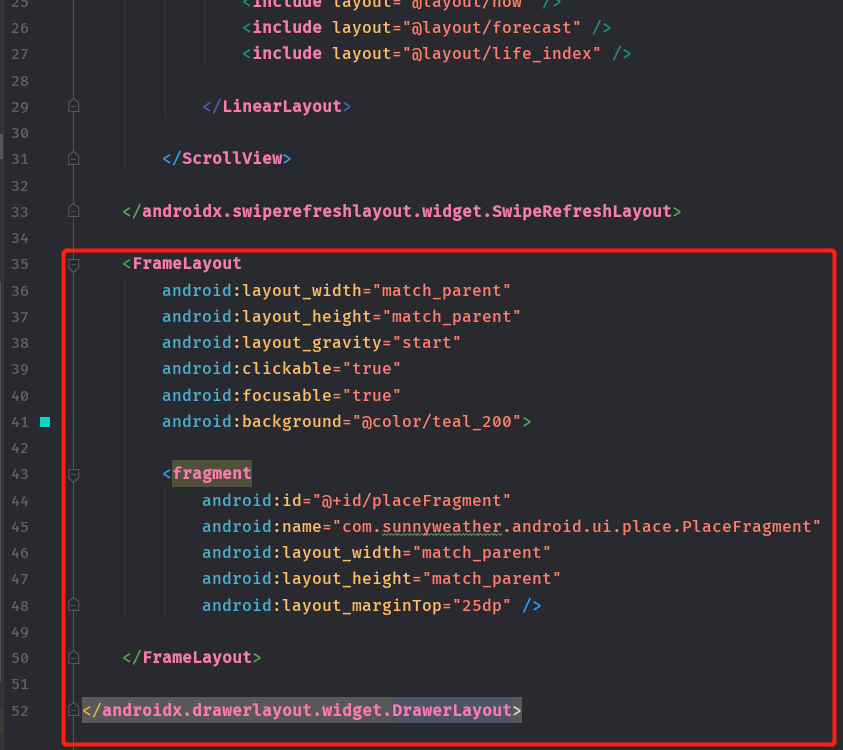 25 <include layout="@layout/now" />
26 <include layout="@layout/forecast" />
27 <include layout="@layout/life_index" />
28
29 </LinearLayout>
30
31 </ScrollView>
32
33 </androidx.swiperefreshlayout.widget.SwipeRefreshLayout>
34
35 <FrameLayout
36 android:layout_width="match_parent"
37 android:layout_height="match_parent"
38 android:layout_gravity="start"
39 android:clickable="true"
40 android:focusable="true"
41 android:background="@color/teal_200">
42
43 <fragment
44 android:id="@+id/placeFragment"
45 android:name="com.sunnyweather.android.ui.place.PlaceFragment"
46 android:layout_width="match_parent"
47 android:layout_height="match_parent"
48 android:layout_marginTop="25dp" />
49
50 </FrameLayout>
51
52 </androidx.drawerlayout.widget.DrawerLayout>